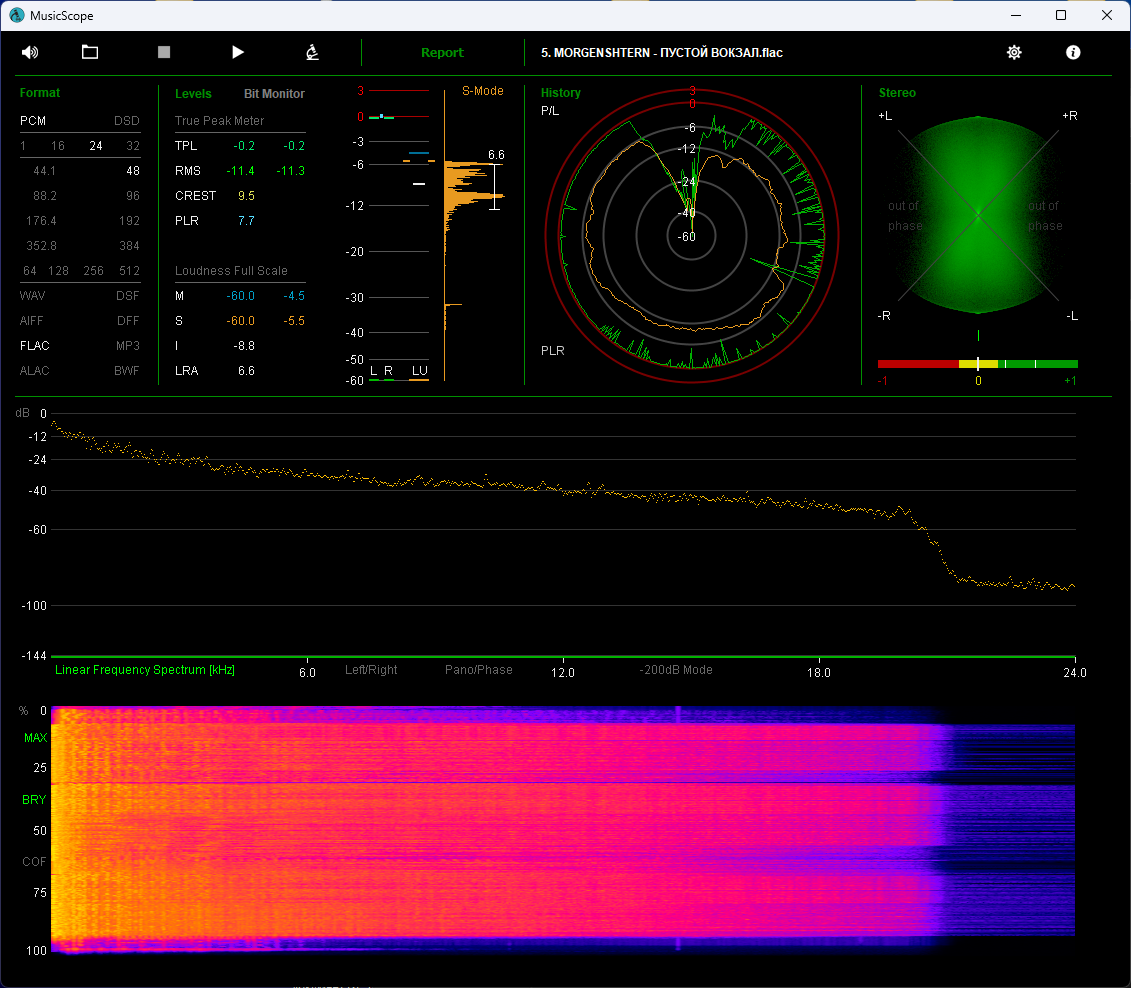 MusicScope
Report
5. MORGENSHTERN - ПУСТОЙ ВОКЗАЛ.flac
Format
PCM DSD
1 16 24 32
44.1 48
88.2 96
176.4 192
352.8 384
64 128 256 512
WAV DSF
AIFF DFF
FLAC MP3
ALAC BWF
Levels Bit Monitor
True Peak Meter
TPL -0.2 -0.2
RMS -11.4 -11.3
CREST 9.5
PLR 7.7
Loudness Full Scale
M -60.0 -4.5
S -60.0 -5.5
I -8.8
LRA 6.6
S-Mode
3
0
-3
-6
-12
-20
-30
-40
-50
-60
L R LU
6.6
History
P/L
3
0
-6
-12
-24
-40
-60
PLR
Stereo
+L +R
out of phase
out of phase
-R -L
-1 0 +1
dB 0
-12
-24
-40
-60
-100
-144
Linear Frequency Spectrum [kHz] 6.0 Left/Right Pano/Phase 12.0 -200dB Mode 18.0 24.0
% 0
MAX
25
BRY
50
COF
75
100